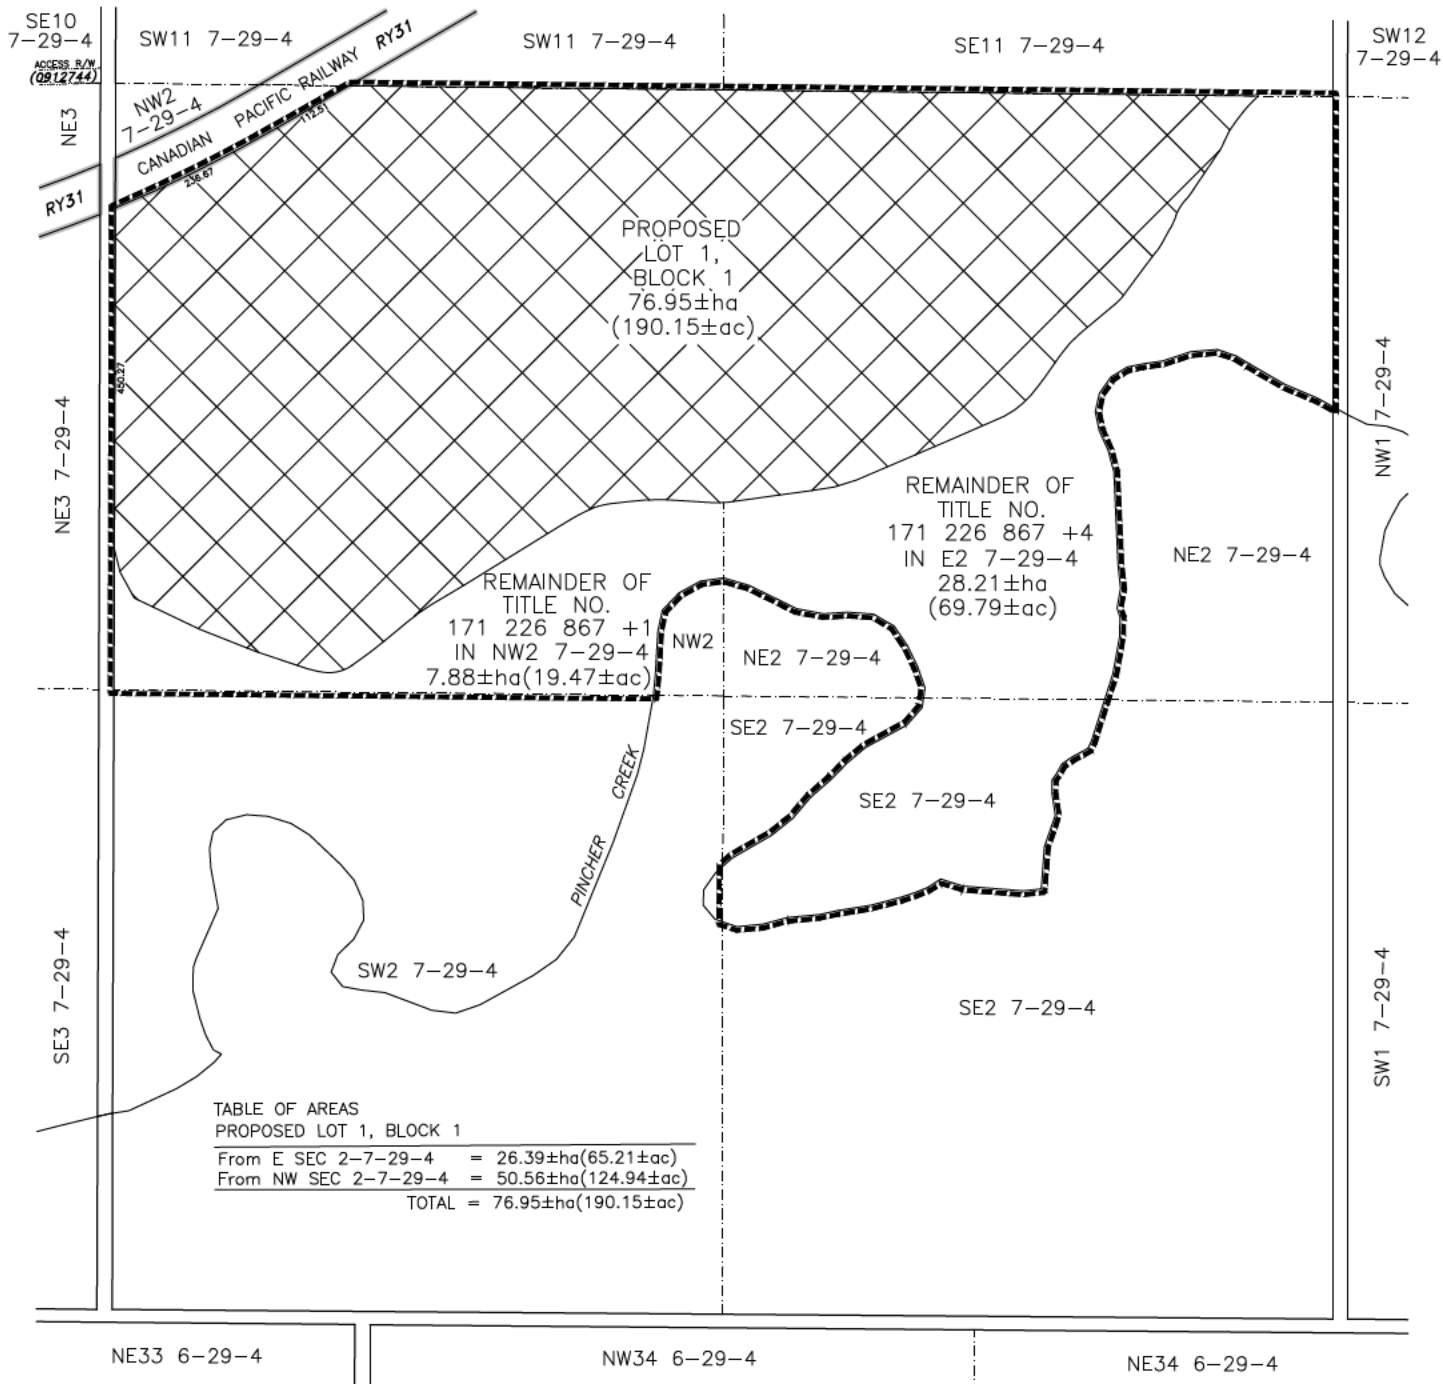 SE10
7-29-4
ACCESS R/W
(0912744)
SW11 7-29-4
RY31
SW11 7-29-4
SE11 7-29-4
SW12
7-29-4
NE3
NW2
7-29-4
CANADIAN PACIFIC RAILWAY
112.51
236.67
RY31
PROPOSED
LOT 1,
BLOCK 1
76.95±ha
(190.15±ac)
450.27
NE3 7-29-4
NW1 7-29-4
REMAINDER OF
TITLE NO.
171 226 867 +4
IN E2 7-29-4
28.21±ha
(69.79±ac)
NE2 7-29-4
REMAINDER OF
TITLE NO.
171 226 867 +1
IN NW2 7-29-4
7.88±ha(19.47±ac)
NW2
NE2 7-29-4
SE2 7-29-4
PINCHER CREEK
SE2 7-29-4
SW2 7-29-4
SE2 7-29-4
SE3 7-29-4
SW1 7-29-4
TABLE OF AREAS
PROPOSED LOT 1, BLOCK 1
From E SEC 2-7-29-4 = 26.39±ha(65.21±ac)
From NW SEC 2-7-29-4 = 50.56±ha(124.94±ac)
TOTAL = 76.95±ha(190.15±ac)
NE33 6-29-4
NW34 6-29-4
NE34 6-29-4